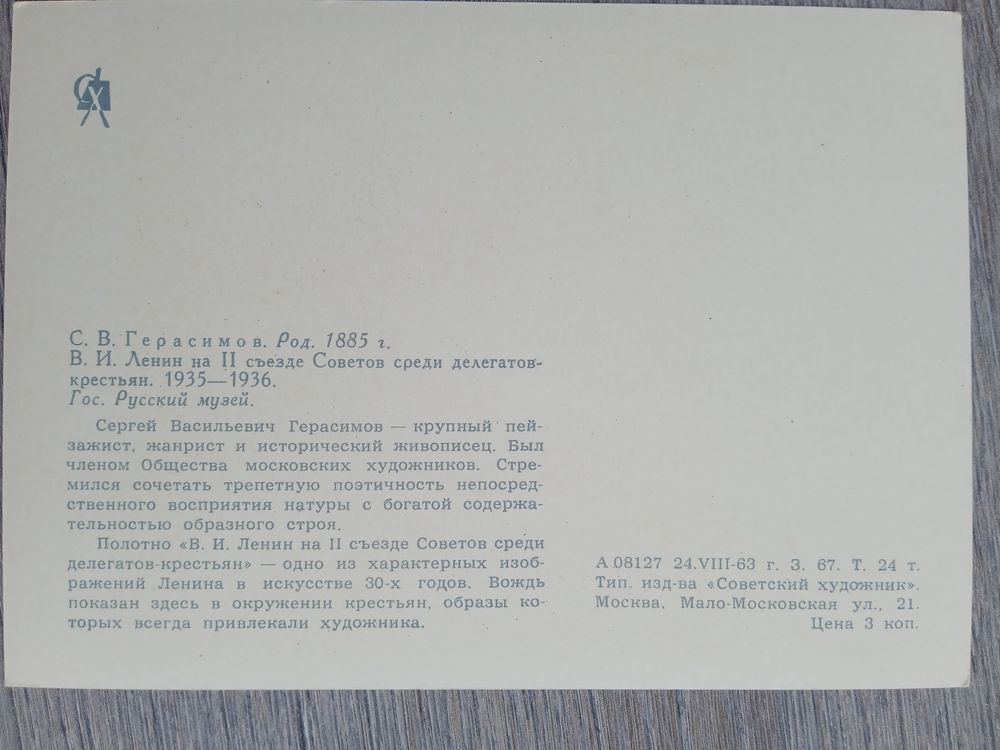 СХ
С. В. Герасимов. Род. 1885 г.
В. И. Ленин на II съезде Советов среди делегатов-
крестьян. 1935—1936.
Гос. Русский музей.
Сергей Васильевич Герасимов — крупный пей-
зажист, жанрист и исторический живописец. Был
членом Общества московских художников. Стре-
мился сочетать трепетную поэтичность непосред-
ственного восприятия натуры с богатой содержа-
тельностью образного строя.
Полотно «В. И. Ленин на II съезде Советов среди
делегатов-крестьян» — одно из характерных изоб-
ражений Ленина в искусстве 30-х годов. Вождь
показан здесь в окружении крестьян, образы ко-
торых всегда привлекали художника.
А 08127 24.VIII-63 г. З. 67. Т. 24 т.
Тип. изд-ва «Советский художник».
Москва, Мало-Московская ул., 21.
Цена 3 коп.